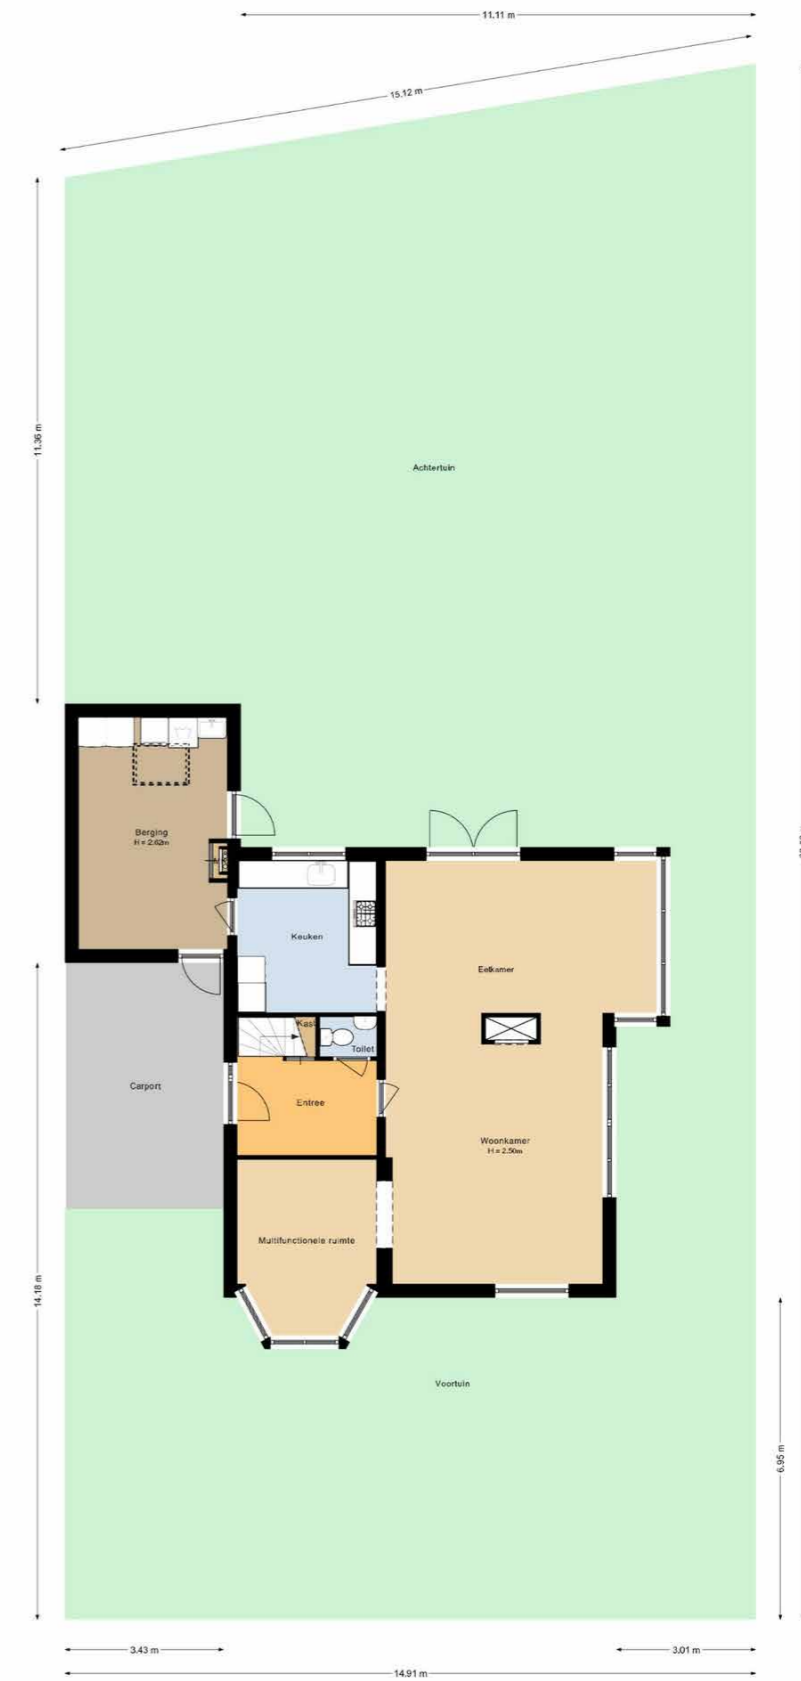 11.11 m
15.12 m
11.36 m
Achtertuin
Berging
H = 2.62m
Keuken
Eetkamer
Kast
Toilet
Carport
Entree
Woonkamer
H = 2.50m
Multifunctionele ruimte
14.18 m
Voortuin
6.95 m
3.43 m
3.01 m
14.91 m